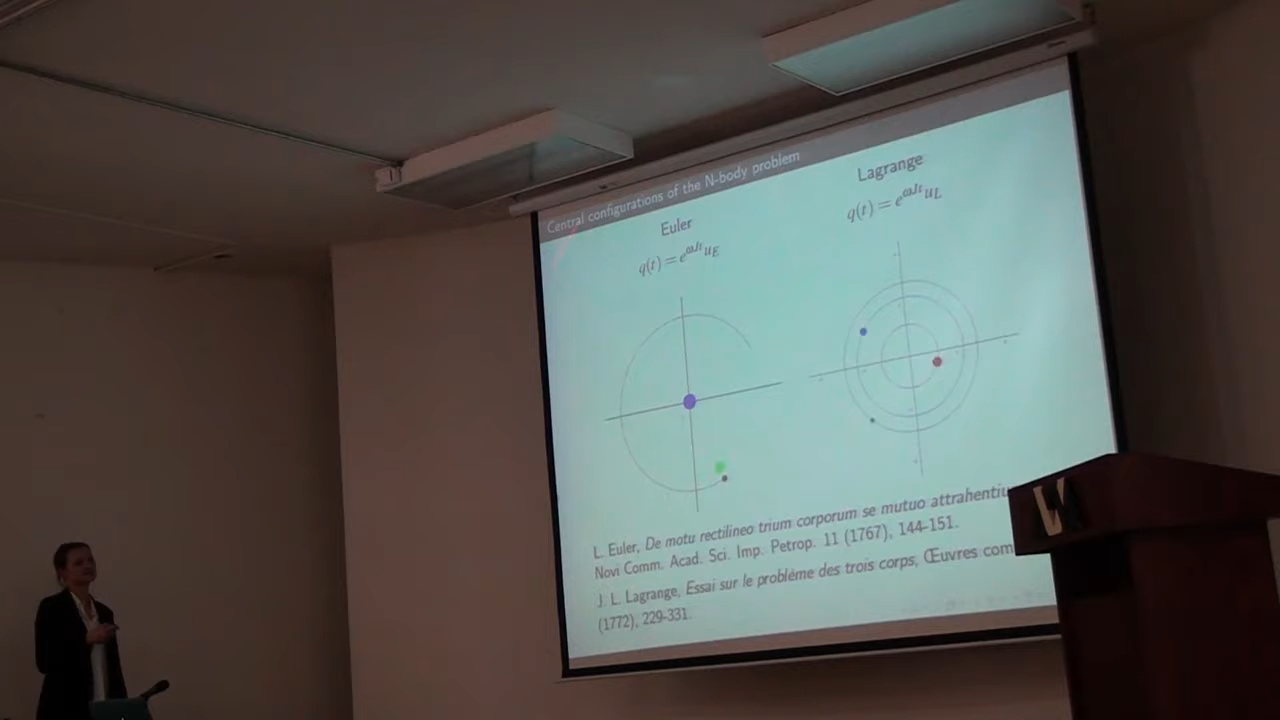 Central configurations of the N-body problem
Euler
q(t) = e^{ωJt}u_E
Lagrange
q(t) = e^{ωJt}u_L
L. Euler, De motu rectilineo trium corporum se mutuo attrahentiu
Novi Comm. Acad. Sci. Imp. Petrop. 11 (1767), 144-151.
J. L. Lagrange, Essai sur le problème des trois corps, Œuvres com
(1772), 229-331.